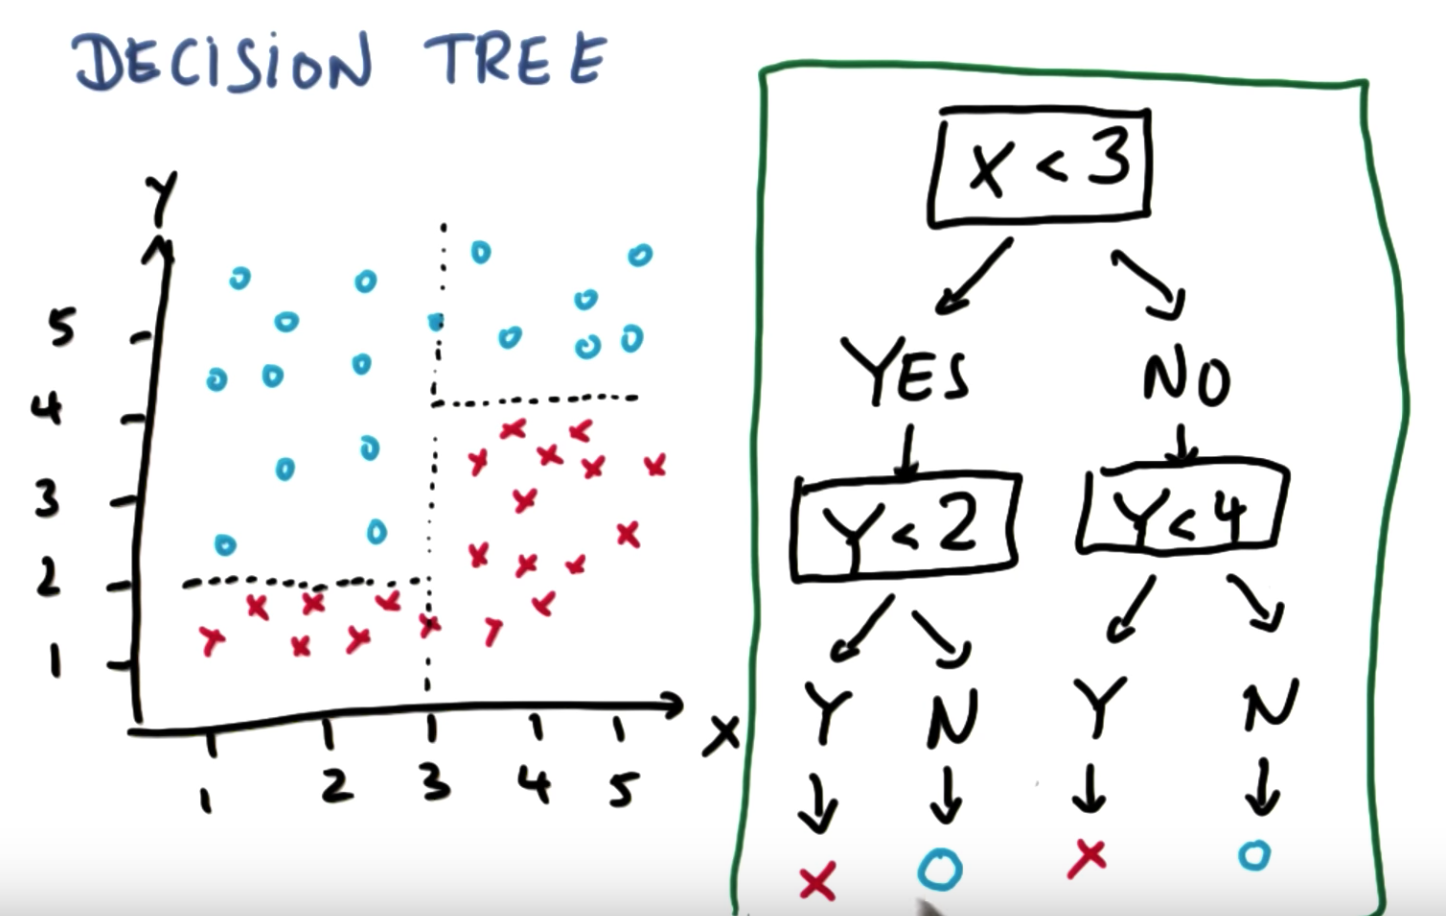 DECISION TREE
Y
5
4
3
2
1
1 2 3 4 5
X
X < 3
YES NO
Y < 2 Y < 4
Y N Y N
X O X O